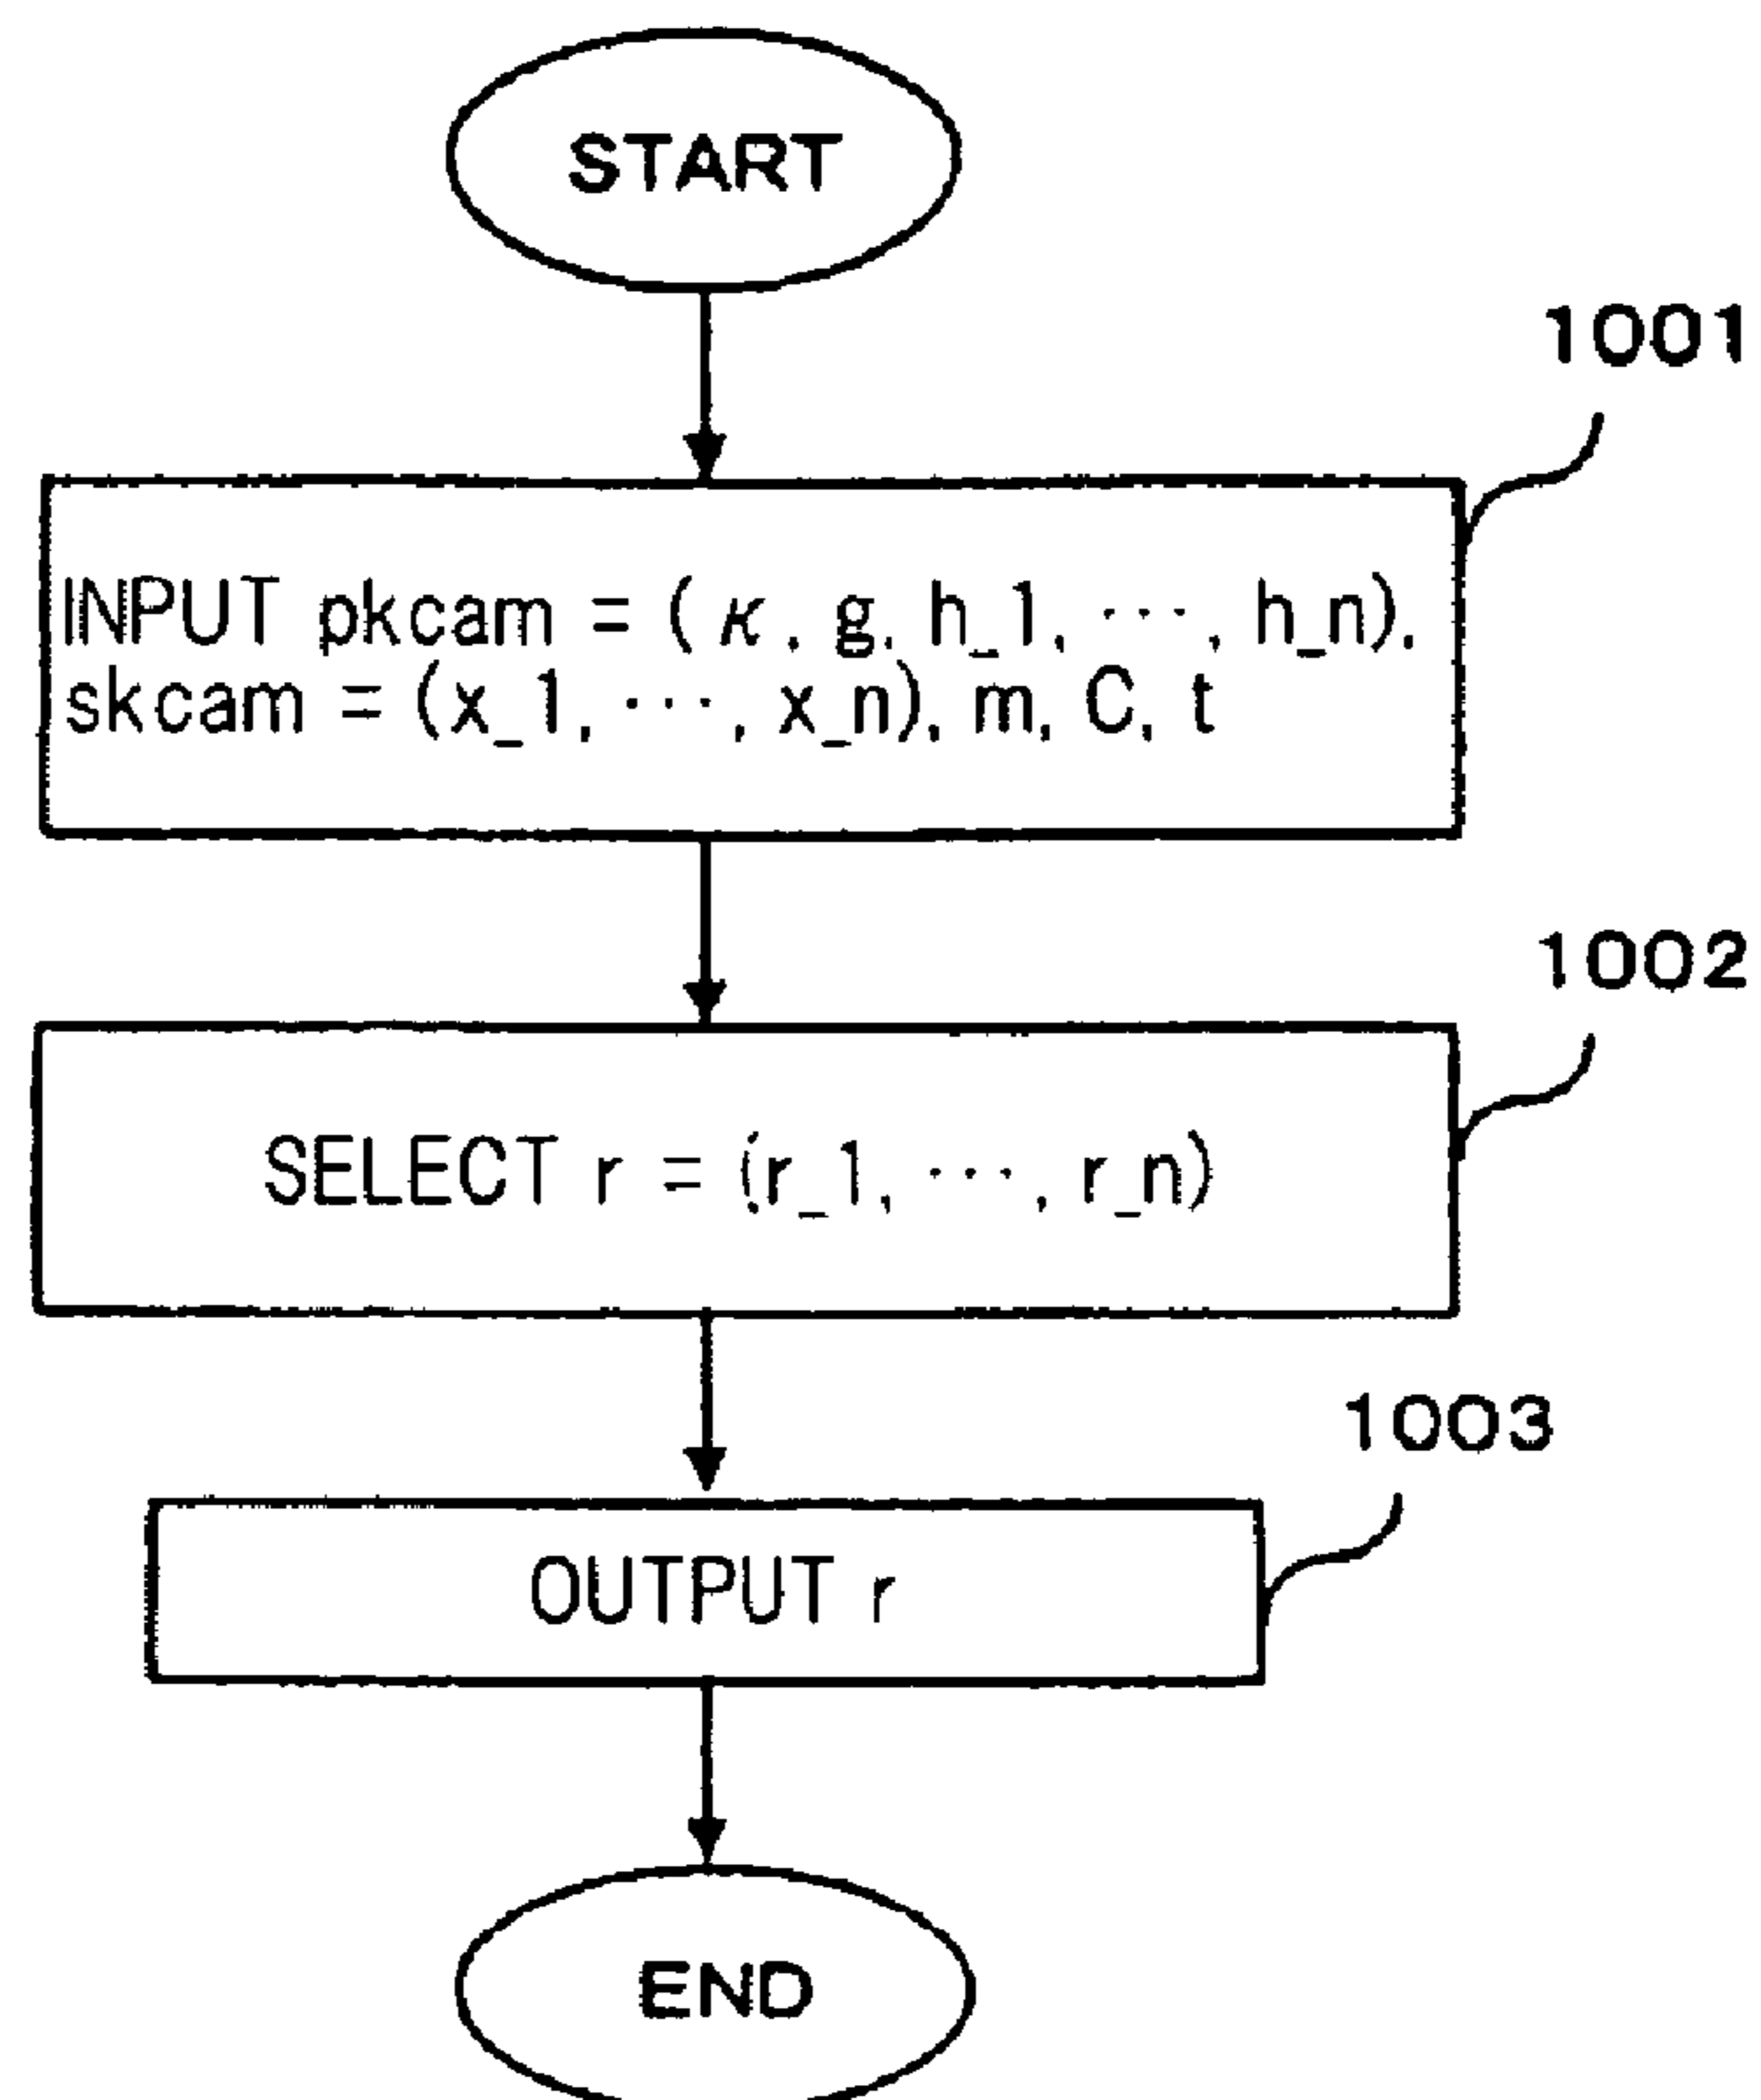 START
1001
INPUT pkcam = (κ, g, h_1, ···, h_n),
skcam = (x_1, ···, x_n), m, C, t
1002
SELECT r = (r_1, ···, r_n)
1003
OUTPUT r
END